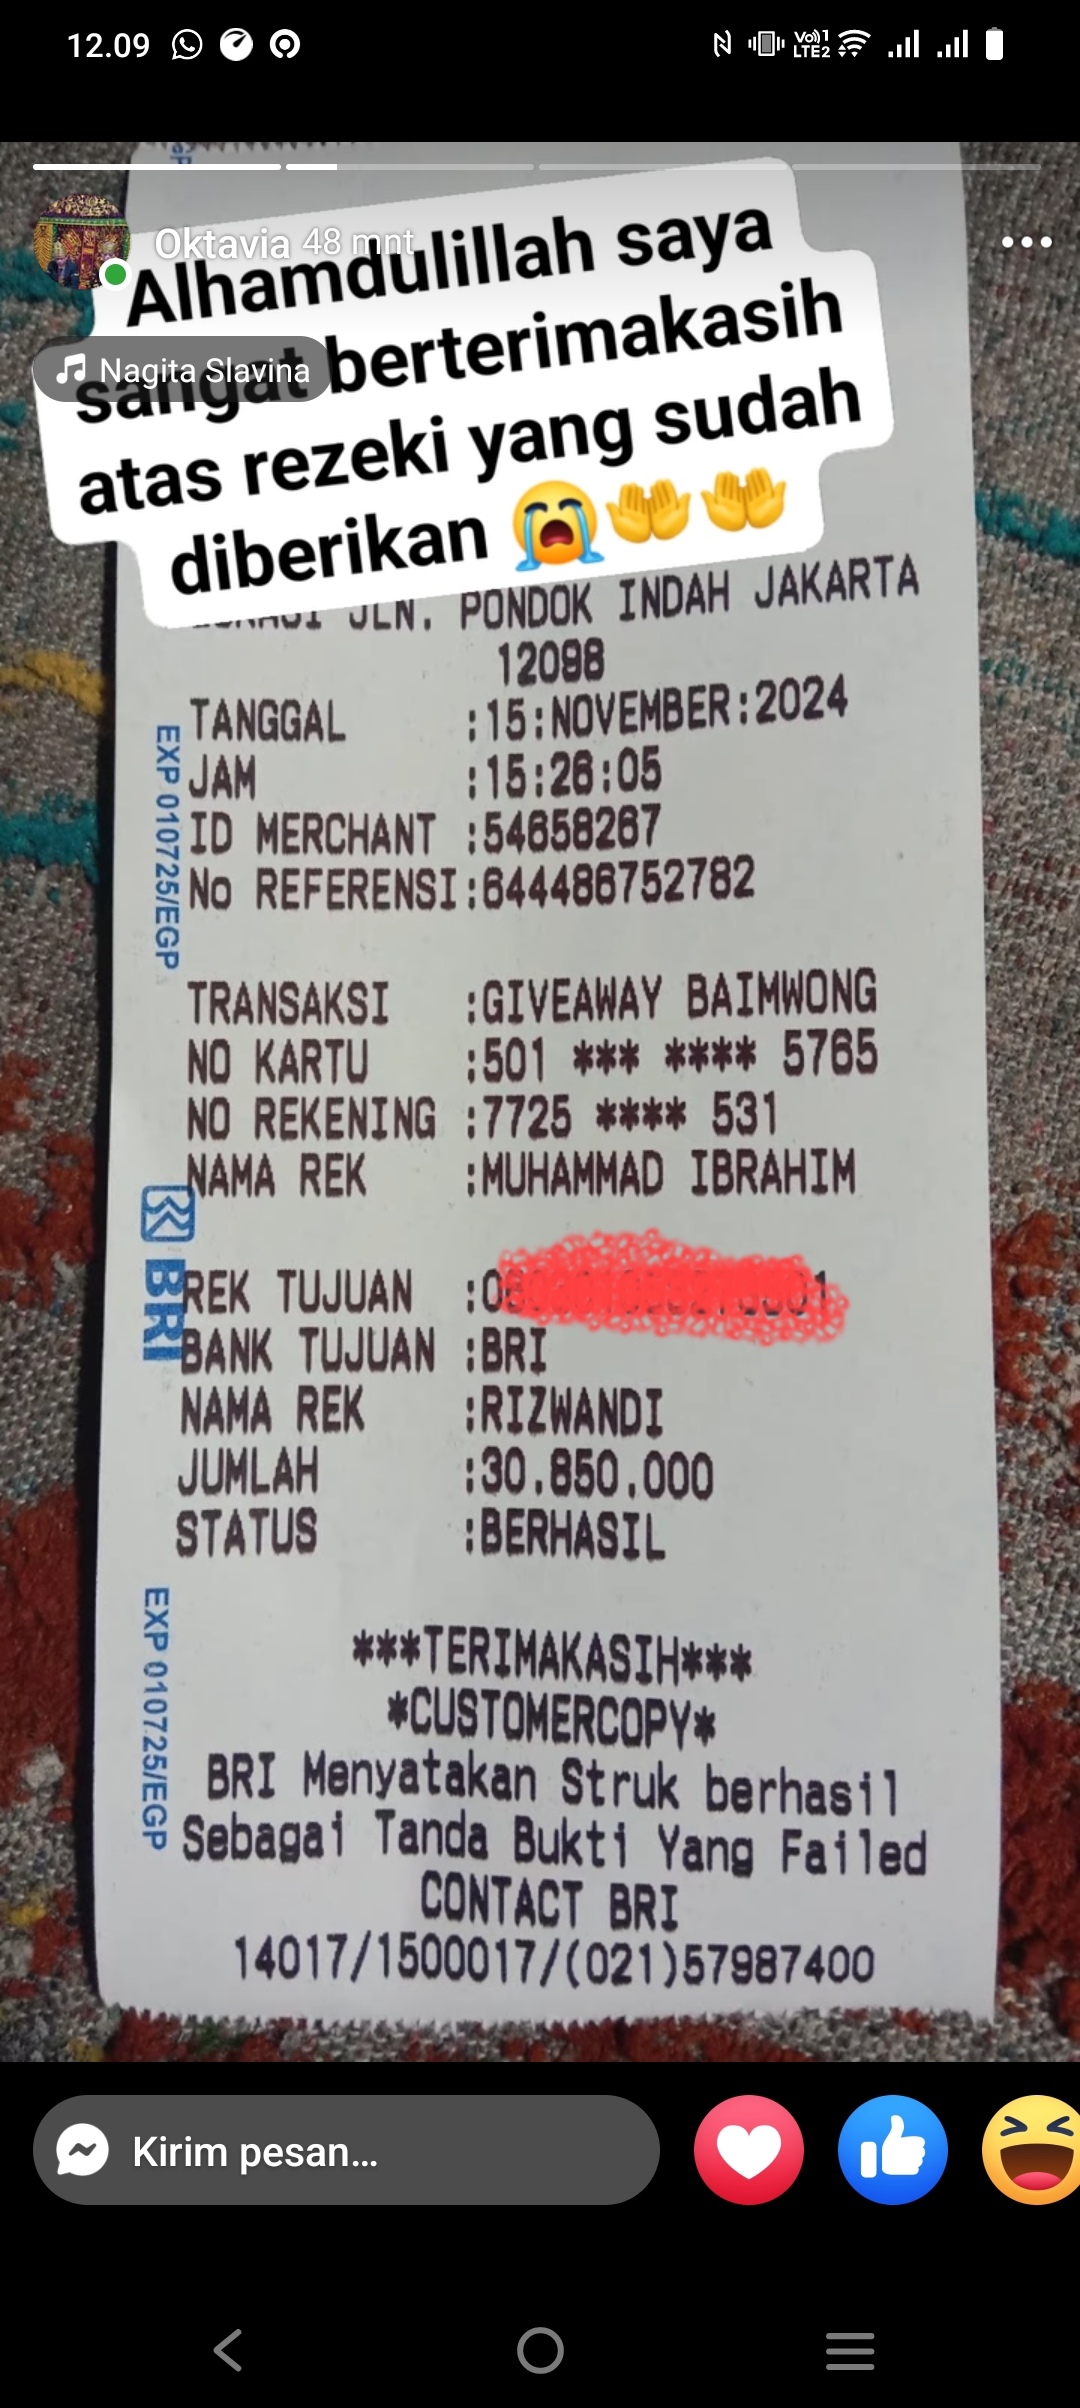 12.09
Vo)) 1
LTE2
Oktavia 48 mnt
Nagita Slavina
Alhamdulillah saya
sangat berterimakasih
atas rezeki yang sudah
diberikan 😭🤲🤲
JLN. PONDOK INDAH JAKARTA
12098
TANGGAL :15:NOVEMBER:2024
JAM :15:26:05
ID MERCHANT :54658267
No REFERENSI:644486752782
TRANSAKSI :GIVEAWAY BAIMWONG
NO KARTU :501 *** **** 5765
NO REKENING :7725 **** 531
NAMA REK :MUHAMMAD IBRAHIM
REK TUJUAN :
BANK TUJUAN :BRI
NAMA REK :RIZWANDI
JUMLAH :30.850.000
STATUS :BERHASIL
***TERIMAKASIH***
*CUSTOMERCOPY*
BRI Menyatakan Struk berhasil
Sebagai Tanda Bukti Yang Failed
CONTACT BRI
14017/1500017/(021)57987400
EXP 010725/EGP
BRI
EXP 010725/EGP
Kirim pesan...